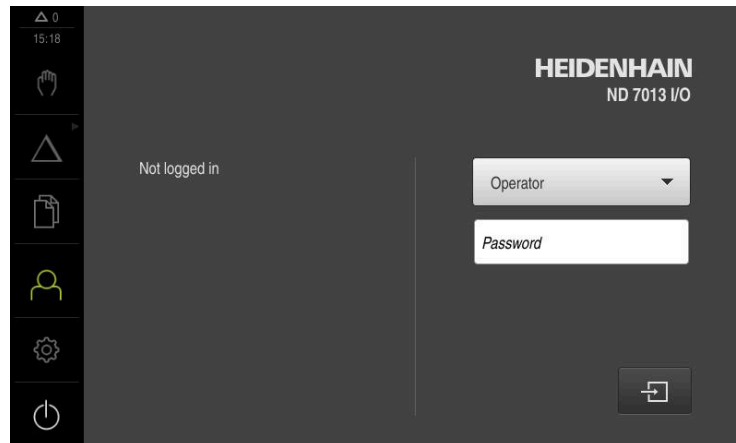 0
15:18
HEIDENHAIN
ND 7013 I/O
Not logged in
Operator
Password